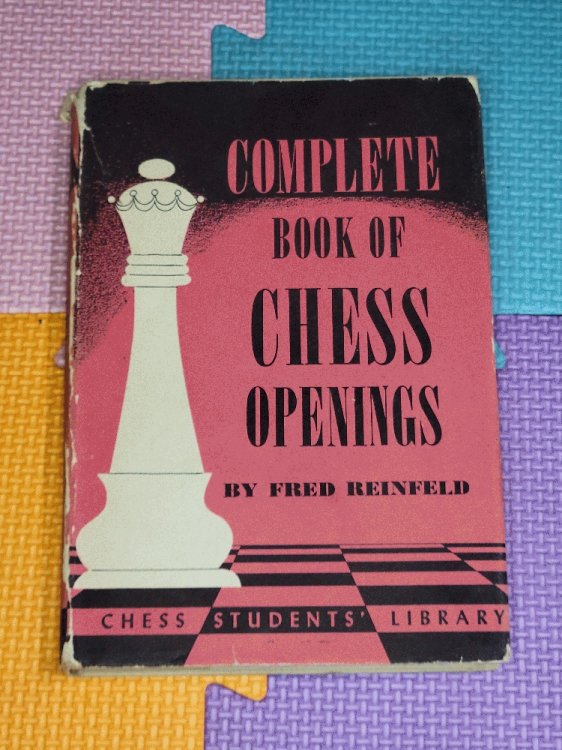 COMPLETE
BOOK OF
CHESS
OPENINGS
BY FRED REINFELD
CHESS STUDENTS' LIBRARY